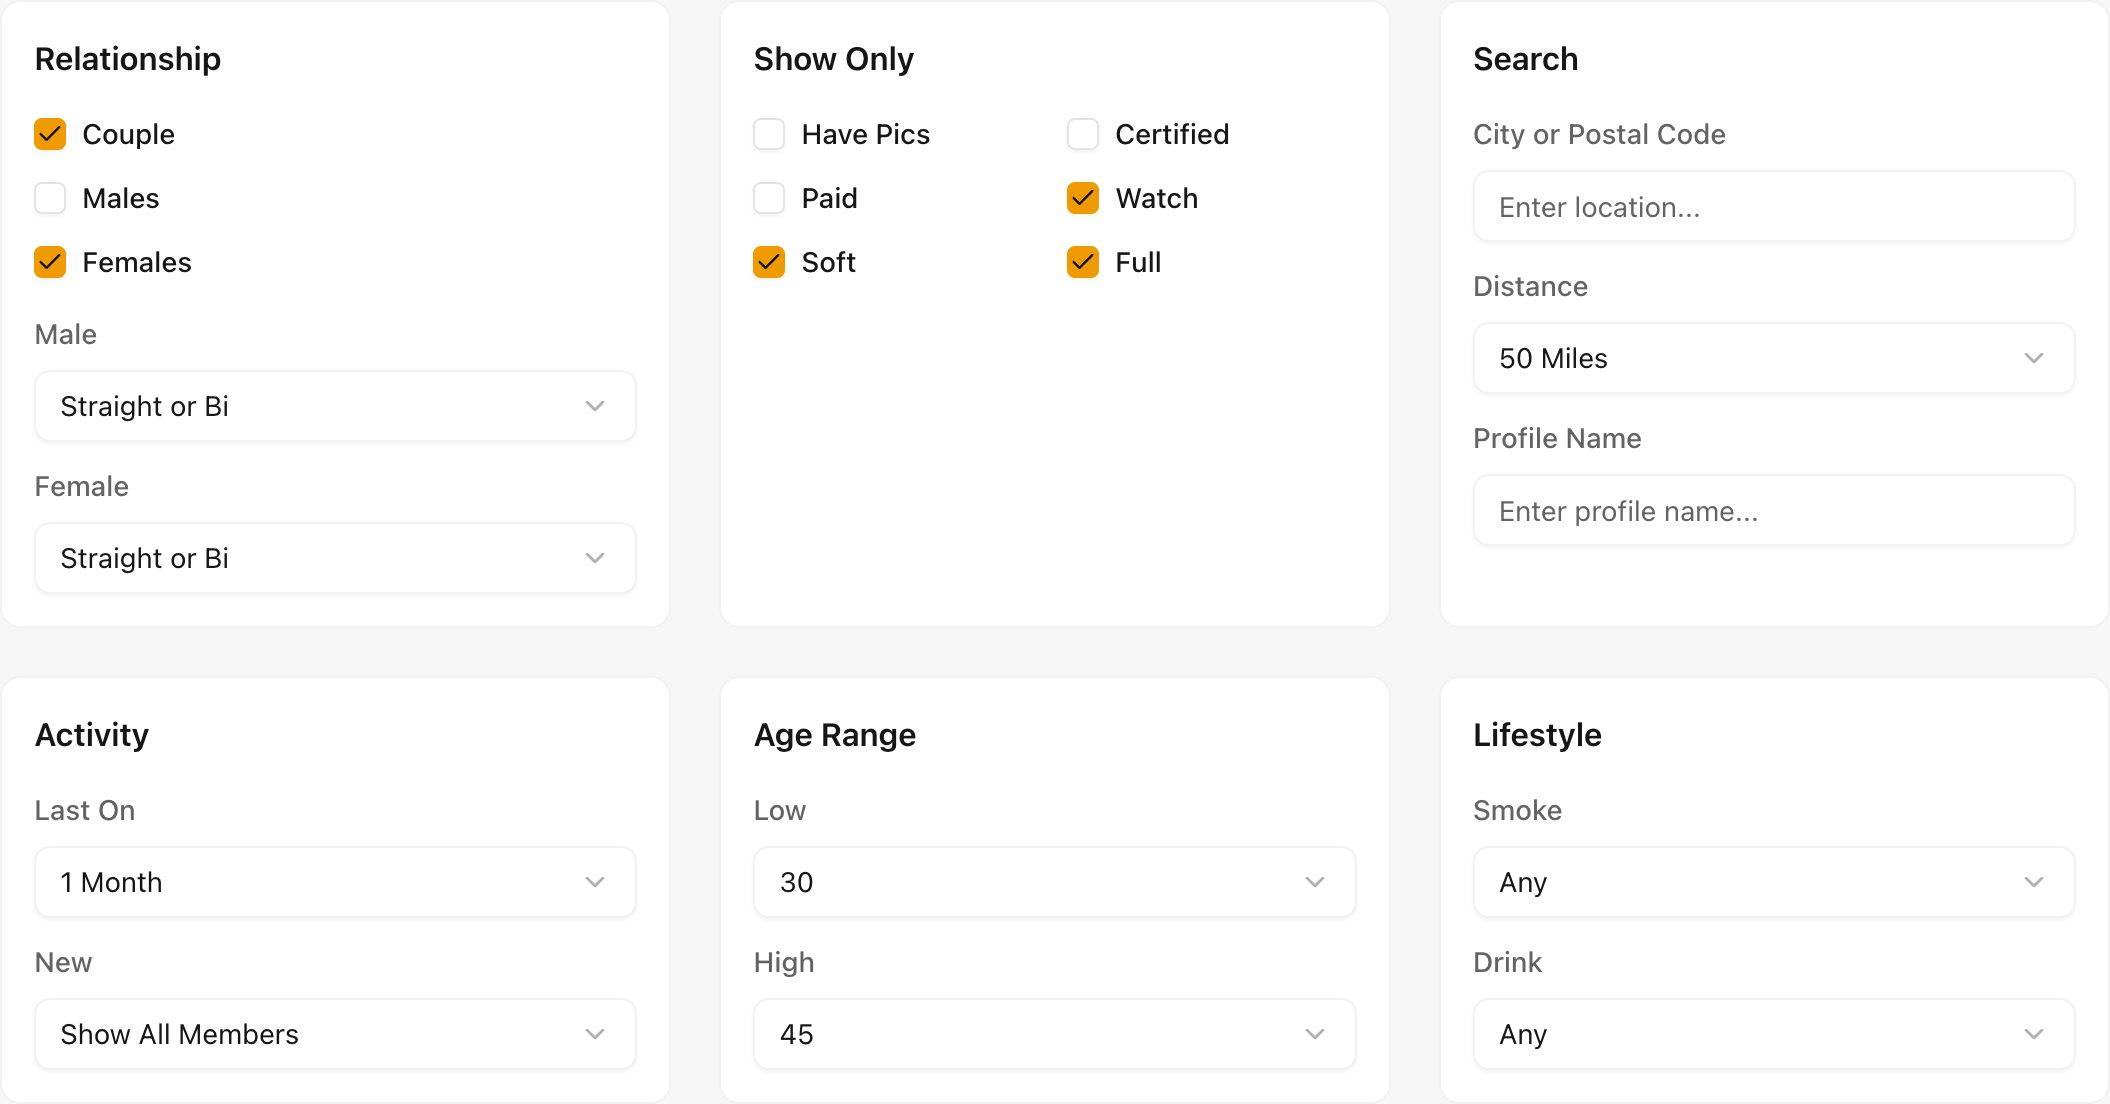 Relationship
Couple
Males
Females
Male
Straight or Bi
Female
Straight or Bi
Show Only
Have Pics
Certified
Paid
Watch
Soft
Full
Search
City or Postal Code
Enter location...
Distance
50 Miles
Profile Name
Enter profile name...
Activity
Last On
1 Month
New
Show All Members
Age Range
Low
30
High
45
Lifestyle
Smoke
Any
Drink
Any